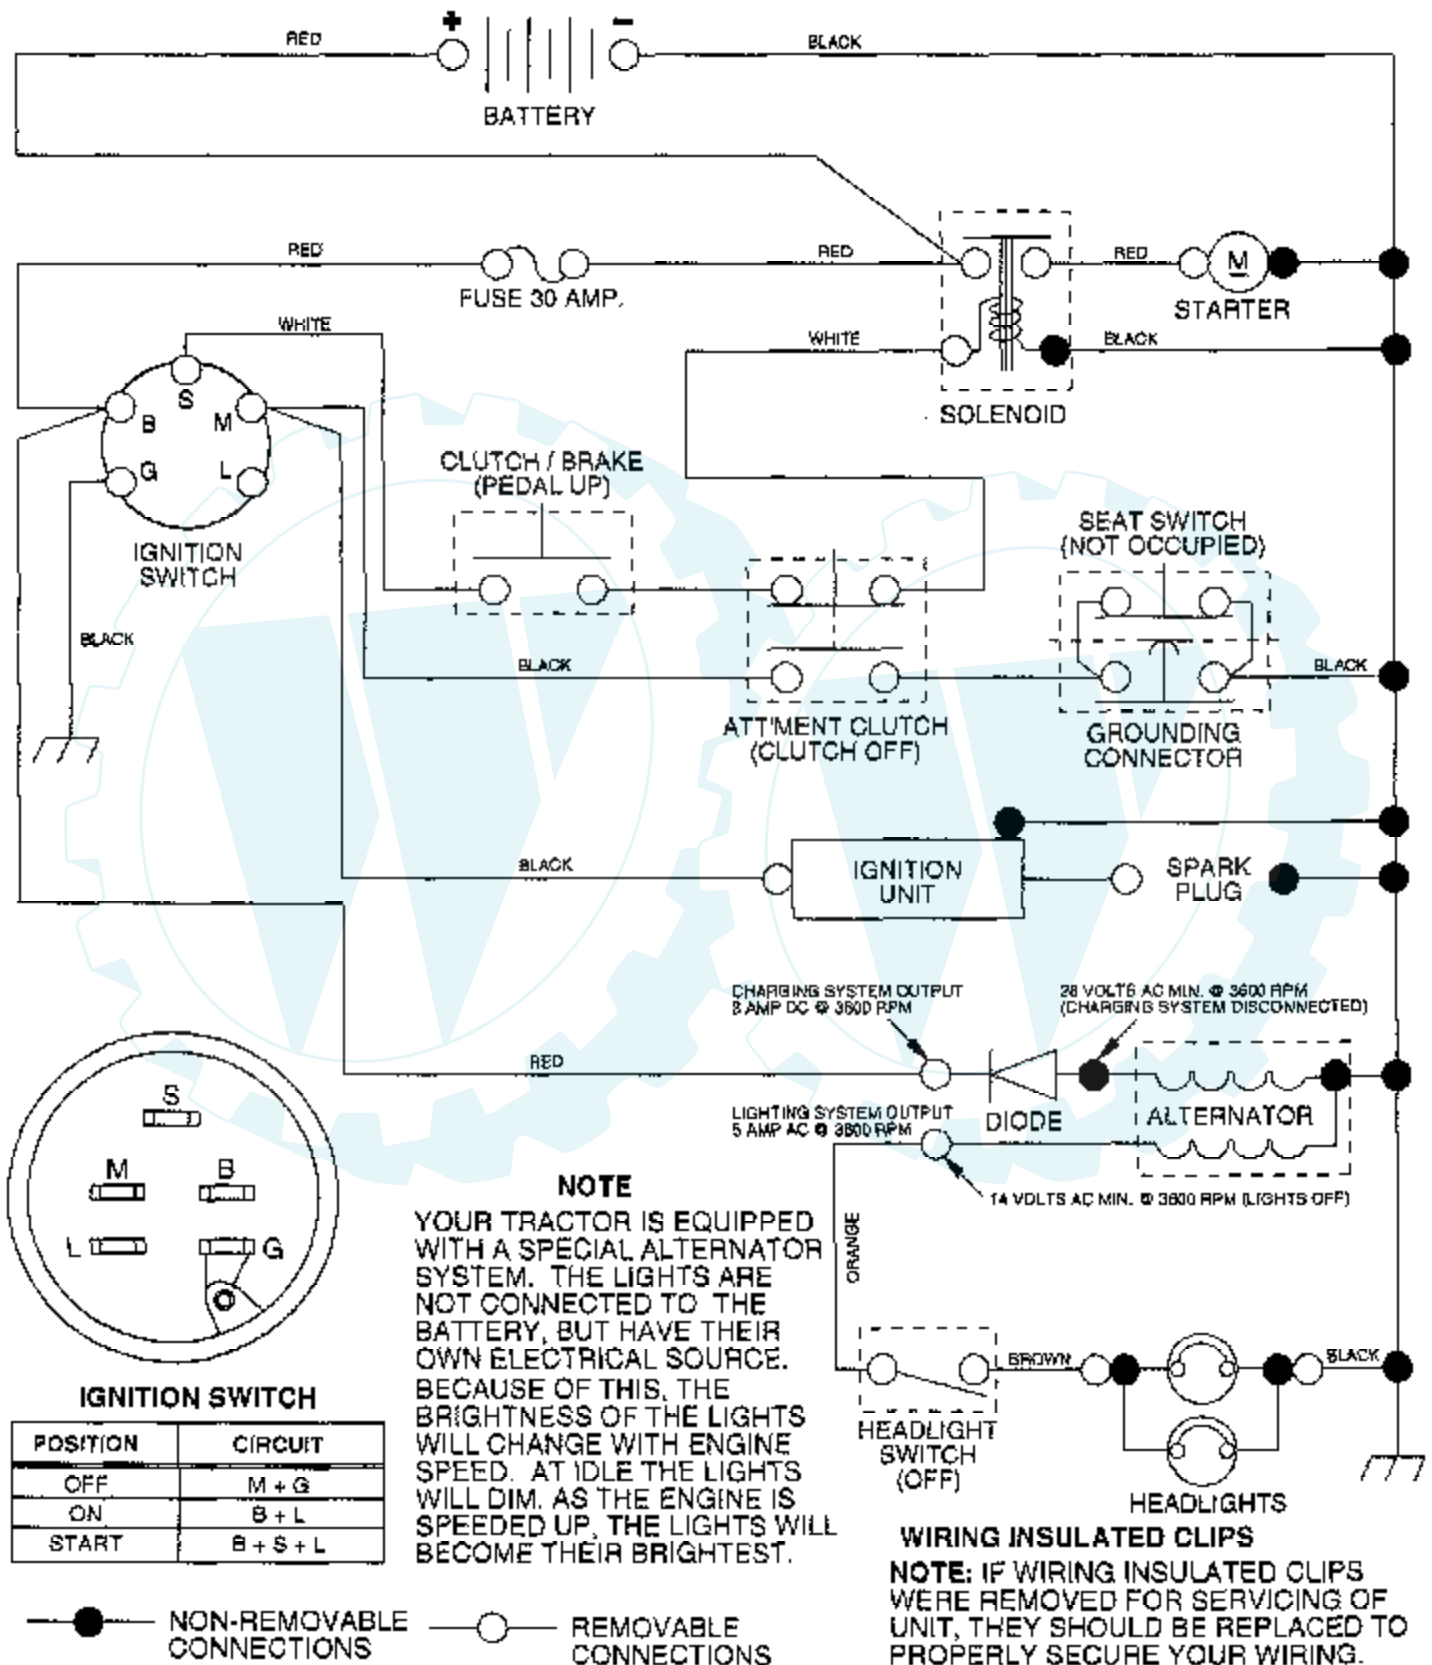 + -
RED
BLACK
BATTERY
RED
RED
RED
M
FUSE 30 AMP.
STARTER
WHITE
WHITE
BLACK
S
B
M
G
L
SOLENOID
IGNITION
SWITCH
CLUTCH / BRAKE
(PEDAL UP)
SEAT SWITCH
(NOT OCCUPIED)
BLACK
BLACK
BLACK
ATT'MENT CLUTCH
(CLUTCH OFF)
GROUNDING
CONNECTOR
BLACK
IGNITION
UNIT
SPARK
PLUG
CHARGING SYSTEM OUTPUT
3 AMP DC @ 3600 RPM
28 VOLTS AC MIN. @ 3600 RPM
(CHARGING SYSTEM DISCONNECTED)
RED
DIODE
ALTERNATOR
LIGHTING SYSTEM OUTPUT
5 AMP AC @ 3600 RPM
14 VOLTS AC MIN. @ 3600 RPM (LIGHTS OFF)
ORANGE
S
M
B
L
G
NOTE
YOUR TRACTOR IS EQUIPPED
WITH A SPECIAL ALTERNATOR
SYSTEM. THE LIGHTS ARE
NOT CONNECTED TO THE
BATTERY, BUT HAVE THEIR
OWN ELECTRICAL SOURCE.
BECAUSE OF THIS, THE
BRIGHTNESS OF THE LIGHTS
WILL CHANGE WITH ENGINE
SPEED. AT IDLE THE LIGHTS
WILL DIM. AS THE ENGINE IS
SPEEDED UP, THE LIGHTS WILL
BECOME THEIR BRIGHTEST.
BROWN
BLACK
HEADLIGHT
SWITCH
(OFF)
HEADLIGHTS
IGNITION SWITCH
POSITION CIRCUIT
OFF M + G
ON B + L
START B + S + L
WIRING INSULATED CLIPS
NOTE: IF WIRING INSULATED CLIPS
WERE REMOVED FOR SERVICING OF
UNIT, THEY SHOULD BE REPLACED TO
PROPERLY SECURE YOUR WIRING.
NON-REMOVABLE
CONNECTIONS
REMOVABLE
CONNECTIONS